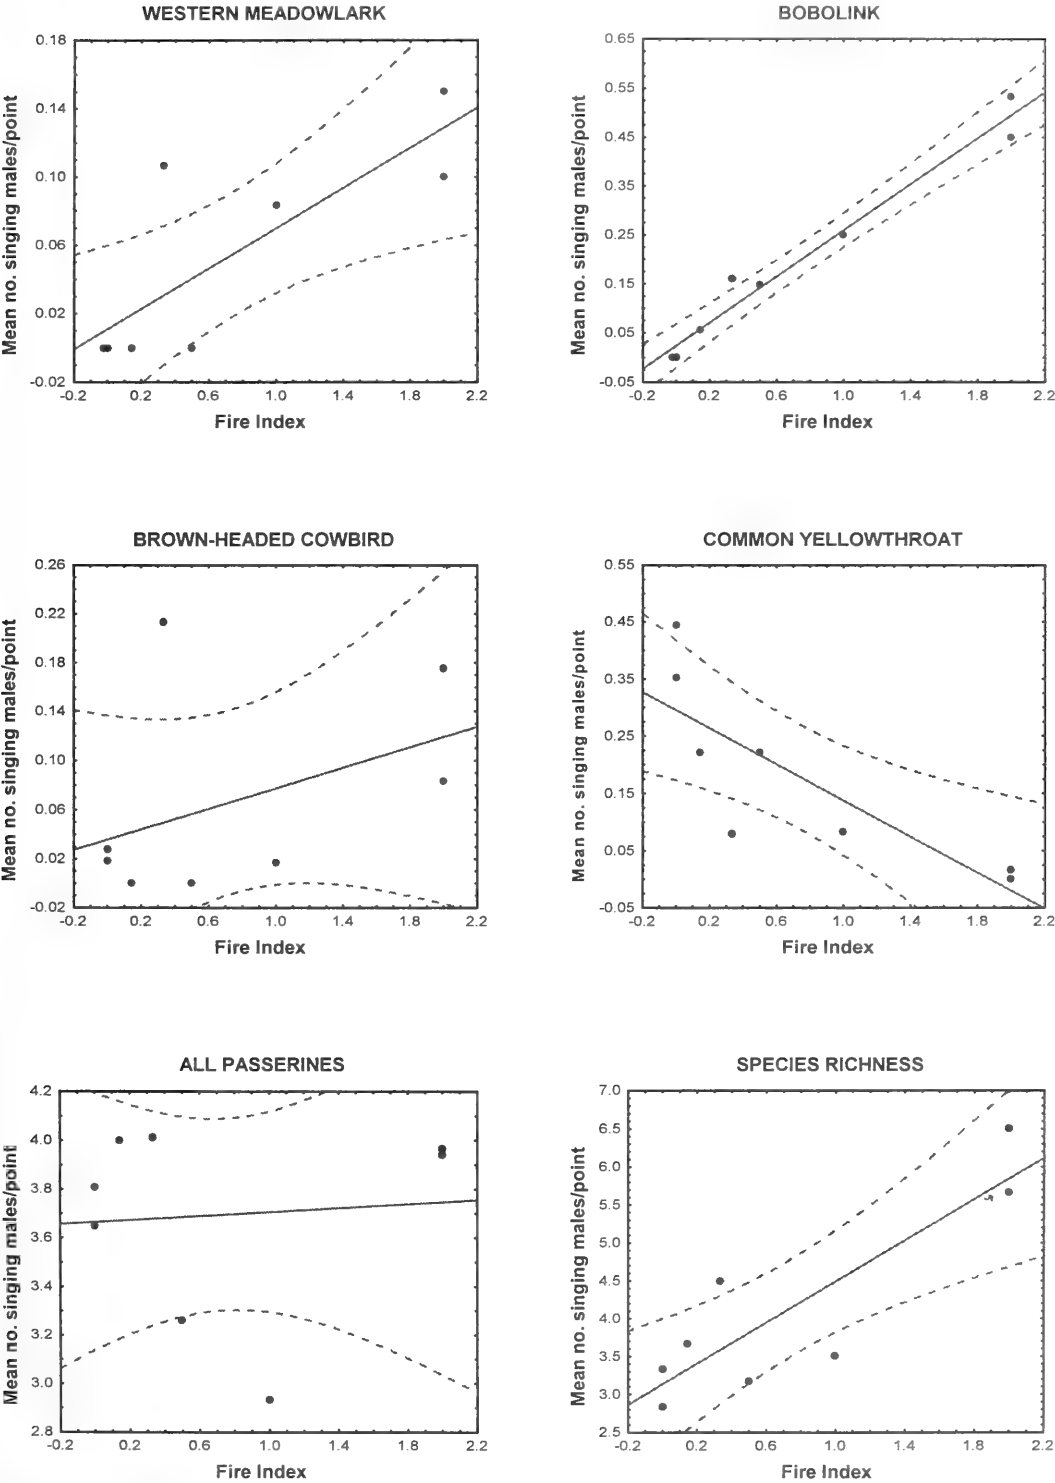 WESTERN MEADOWLARK
Mean no. singing males/point
0.18
0.14
0.10
0.06
0.02
-0.02
-0.2 0.2 0.6 1.0 1.4 1.8 2.2
Fire Index
BOBOLINK
Mean no. singing males/point
0.65
0.55
0.45
0.35
0.25
0.15
0.05
-0.05
-0.2 0.2 0.6 1.0 1.4 1.8 2.2
Fire Index
BROWN-HEADED COWBIRD
Mean no. singing males/point
0.26
0.22
0.18
0.14
0.10
0.06
0.02
-0.02
-0.2 0.2 0.6 1.0 1.4 1.8 2.2
Fire Index
COMMON YELLOWTHROAT
Mean no. singing males/point
0.55
0.45
0.35
0.25
0.15
0.05
-0.05
-0.2 0.2 0.6 1.0 1.4 1.8 2.2
Fire Index
ALL PASSERINES
Mean no. singing males/point
4.2
4.0
3.8
3.6
3.4
3.2
3.0
2.8
-0.2 0.2 0.6 1.0 1.4 1.8 2.2
Fire Index
SPECIES RICHNESS
Mean no. singing males/point
7.0
6.5
6.0
5.5
5.0
4.5
4.0
3.5
3.0
2.5
-0.2 0.2 0.6 1.0 1.4 1.8 2.2
Fire Index